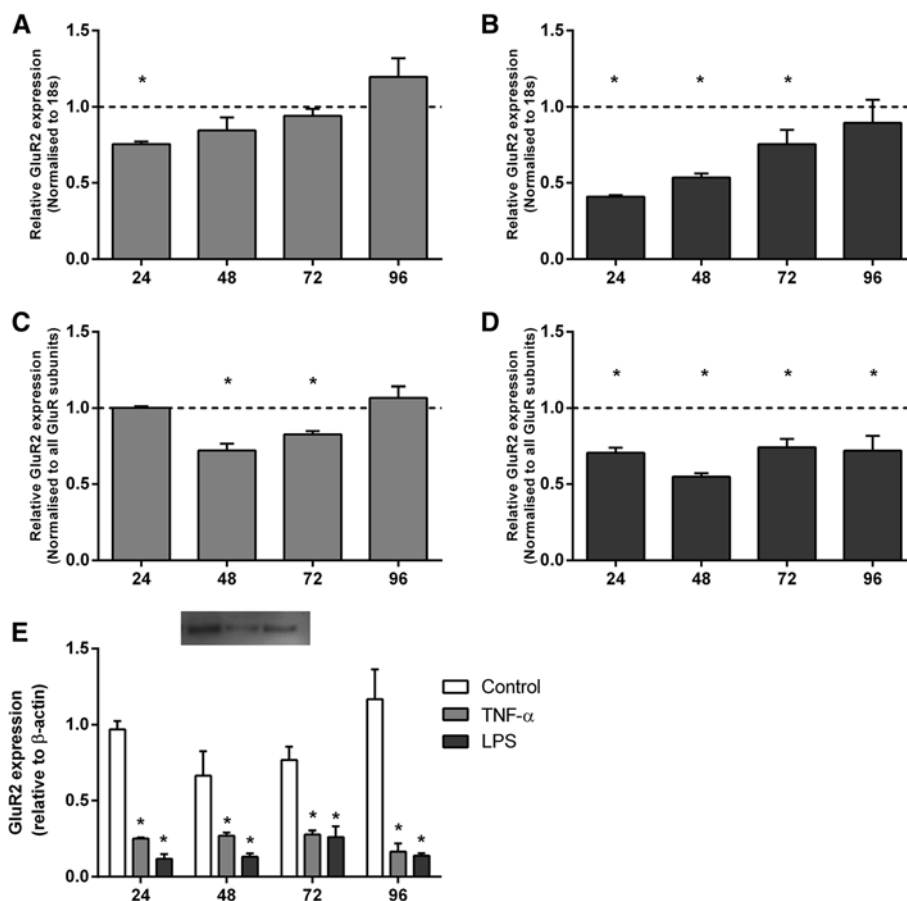 A
Relative GluR2 expression
(Normalised to 18s)
1.5
1.0
0.5
0.0
*
24 48 72 96
B
Relative GluR2 expression
(Normalised to 18s)
1.5
1.0
0.5
0.0
* * *
24 48 72 96
C
Relative GluR2 expression
(Normalised to all GluR subunits)
1.5
1.0
0.5
0.0
* *
24 48 72 96
D
Relative GluR2 expression
(Normalised to all GluR subunits)
1.5
1.0
0.5
0.0
* * * *
24 48 72 96
E
GluR2 expression
(relative to β-actin)
1.5
1.0
0.5
0.0
* * * * * * * *
24 48 72 96
Control
TNF-α
LPS